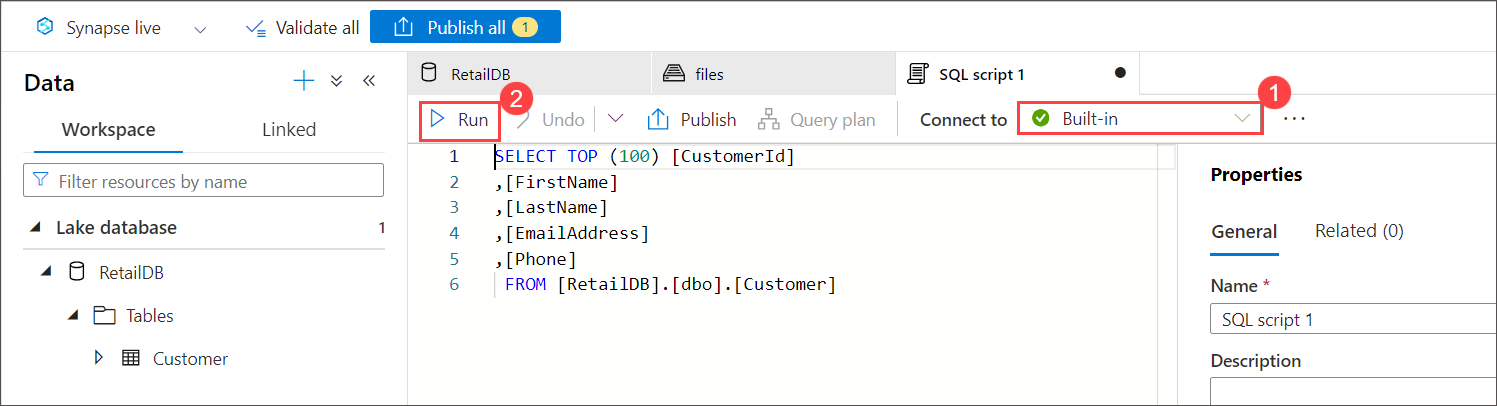 Synapse live
Validate all
Publish all 1
Data
Workspace Linked
Filter resources by name
Lake database 1
RetailDB
Tables
Customer
RetailDB
files
SQL script 1
Run
2
Undo
Publish
Query plan
Connect to
Built-in
1
...
1 SELECT TOP (100) [CustomerId]
2 ,[FirstName]
3 ,[LastName]
4 ,[EmailAddress]
5 ,[Phone]
6 FROM [RetailDB].[dbo].[Customer]
Properties
General Related (0)
Name *
SQL script 1
Description